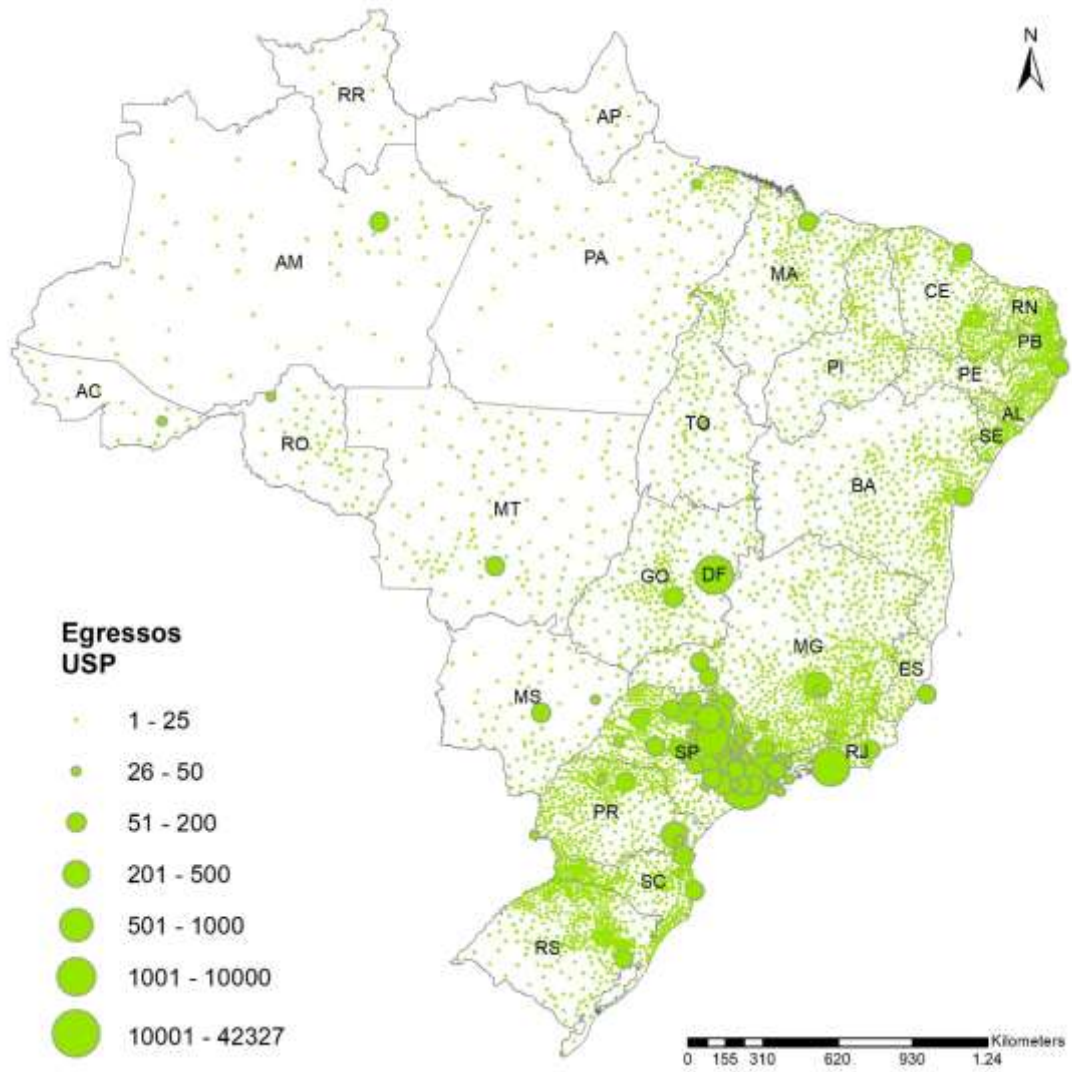 N
RR
AP
AM
PA
MA
CE
RN
PB
PI
PE
AC
TO
AL
RO
SE
BA
MT
GO
DF
MG
ES
MS
SP
RJ
PR
SC
RS
Egressos
USP
1 - 25
26 - 50
51 - 200
201 - 500
501 - 1000
1001 - 10000
10001 - 42327
Kilometers
0 155 310 620 930 1.24